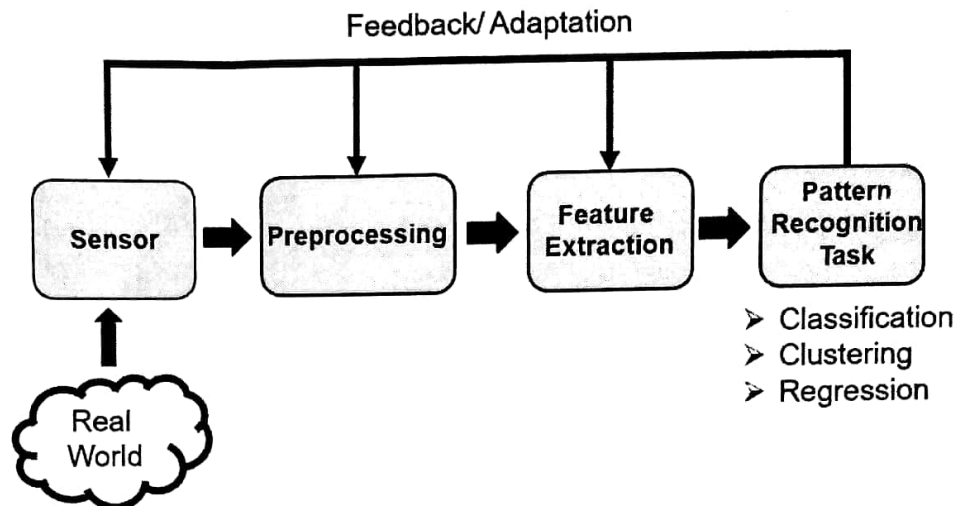 Feedback/ Adaptation
Sensor
Preprocessing
Feature
Extraction
Pattern
Recognition
Task
➢ Classification
➢ Clustering
➢ Regression
Real
World